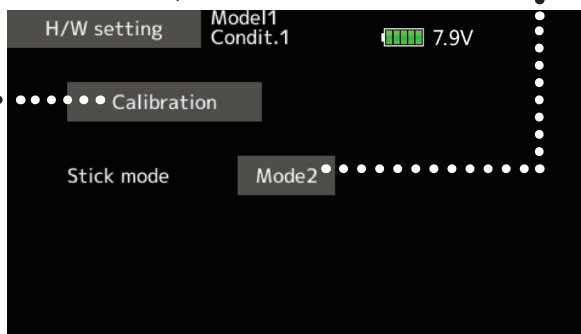 H/W setting
Model1
Condit.1
7.9V
Calibration
Stick mode
Mode2